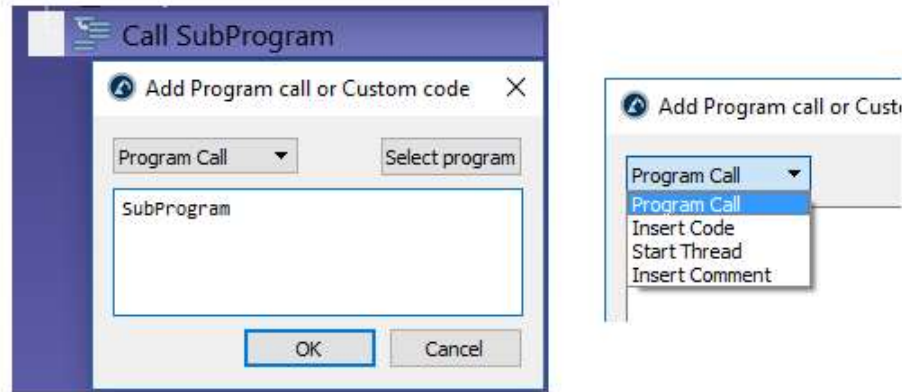 Call SubProgram
Add Program call or Custom code
Program Call
Select program
SubProgram
OK
Cancel
Add Program call or Custo
Program Call
Program Call
Insert Code
Start Thread
Insert Comment